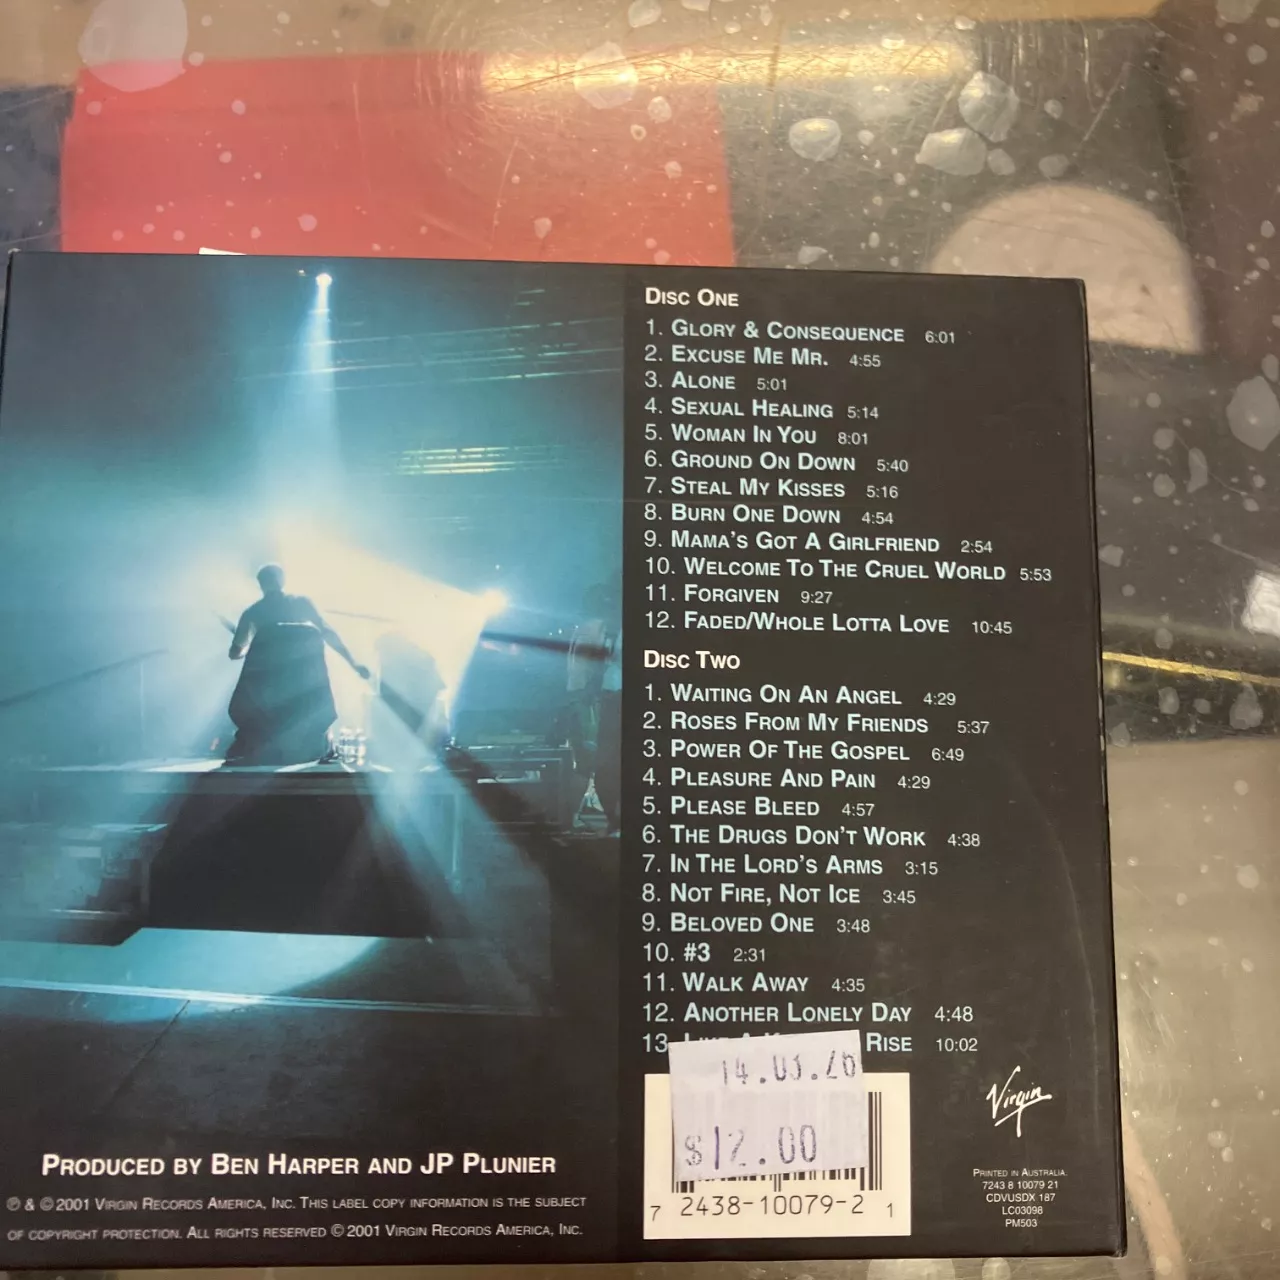 DISC ONE
1. GLORY & CONSEQUENCE 6:01
2. EXCUSE ME MR. 4:55
3. ALONE 5:01
4. SEXUAL HEALING 5:14
5. WOMAN IN YOU 8:01
6. GROUND ON DOWN 5:40
7. STEAL MY KISSES 5:16
8. BURN ONE DOWN 4:54
9. MAMA'S GOT A GIRLFRIEND 2:54
10. WELCOME TO THE CRUEL WORLD 5:53
11. FORGIVEN 9:27
12. FADED/WHOLE LOTTA LOVE 10:45
DISC TWO
1. WAITING ON AN ANGEL 4:29
2. ROSES FROM MY FRIENDS 5:37
3. POWER OF THE GOSPEL 6:49
4. PLEASURE AND PAIN 4:29
5. PLEASE BLEED 4:57
6. THE DRUGS DON'T WORK 4:38
7. IN THE LORD'S ARMS 3:15
8. NOT FIRE, NOT ICE 3:45
9. BELOVED ONE 3:48
10. #3 2:31
11. WALK AWAY 4:35
12. ANOTHER LONELY DAY 4:48
13. RISE 10:02
$12.00
7 2438-10079-2 1
Virgin
PRINTED IN AUSTRALIA.
7243 8 10079 21
CDVUSDX 187
LC03098
PM503
PRODUCED BY BEN HARPER AND JP PLUNIER
℗ & © 2001 VIRGIN RECORDS AMERICA, INC. THIS LABEL COPY INFORMATION IS THE SUBJECT
OF COPYRIGHT PROTECTION. ALL RIGHTS RESERVED © 2001 VIRGIN RECORDS AMERICA, INC.